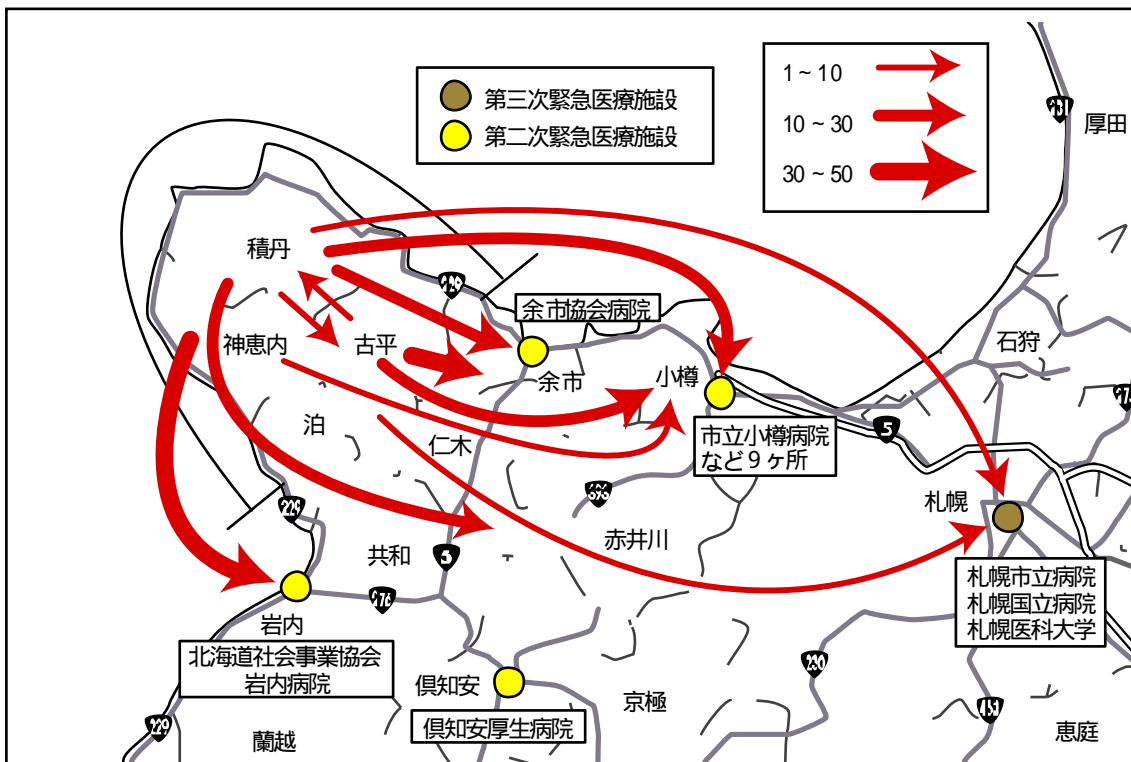 第三次緊急医療施設
第二次緊急医療施設
1～10
10～30
30～50
231
厚田
積丹
229
余市協会病院
神恵内
古平
余市
小樽
石狩
泊
仁木
市立小樽病院
など９ヶ所
5
札幌
229
赤井川
共和
5
276
札幌市立病院
札幌国立病院
札幌医科大学
岩内
北海道社会事業協会
岩内病院
倶知安
京極
230
倶知安厚生病院
229
蘭越
453
恵庭